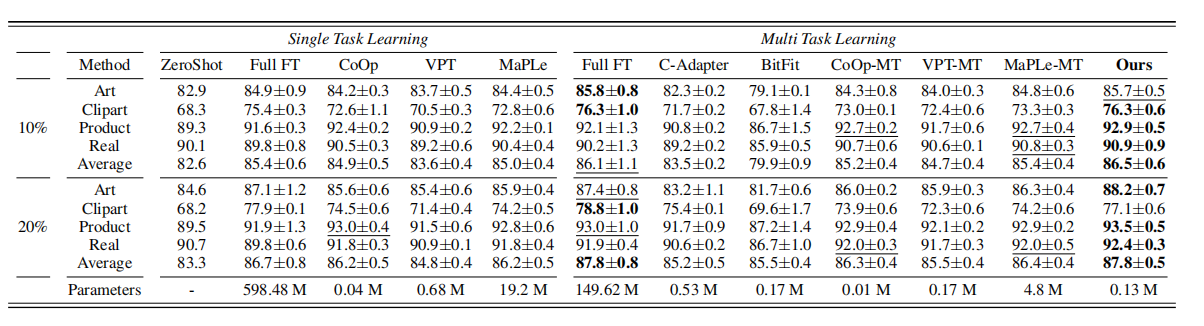 Single Task Learning Multi Task Learning
Method ZeroShot Full FT CoOp VPT MaPLe Full FT C-Adapter BitFit CoOp-MT VPT-MT MaPLe-MT Ours
Art 82.9 84.9±0.9 84.2±0.3 83.7±0.5 84.4±0.5 85.8±0.8 82.3±0.2 79.1±0.1 84.3±0.8 84.0±0.3 84.8±0.6 85.7±0.5
Clipart 68.3 75.4±0.3 72.6±1.1 70.5±0.3 72.8±0.6 76.3±1.0 71.7±0.2 67.8±1.4 73.0±0.1 72.4±0.6 73.3±0.3 76.3±0.6
10% Product 89.3 91.6±0.3 92.4±0.2 90.9±0.2 92.2±0.1 92.1±1.3 90.8±0.2 86.7±1.5 92.7±0.2 91.7±0.6 92.7±0.4 92.9±0.5
Real 90.1 89.8±0.8 90.5±0.3 89.2±0.6 90.4±0.4 90.2±1.3 89.2±0.2 85.9±0.5 90.7±0.6 90.6±0.1 90.8±0.3 90.9±0.9
Average 82.6 85.4±0.6 84.9±0.5 83.6±0.4 85.0±0.4 86.1±1.1 83.5±0.2 79.9±0.9 85.2±0.4 84.7±0.4 85.4±0.4 86.5±0.6
Art 84.6 87.1±1.2 85.6±0.6 85.4±0.6 85.9±0.4 87.4±0.8 83.2±1.1 81.7±0.6 86.0±0.2 85.9±0.3 86.3±0.4 88.2±0.7
Clipart 68.2 77.9±0.1 74.5±0.6 71.4±0.4 74.2±0.5 78.8±1.0 75.4±0.1 69.6±1.7 73.9±0.6 72.3±0.6 74.2±0.6 77.1±0.6
20% Product 89.5 91.9±1.3 93.0±0.4 91.5±0.6 92.8±0.6 93.0±1.0 91.7±0.9 87.2±1.4 92.9±0.4 92.1±0.2 92.9±0.2 93.5±0.5
Real 90.7 89.8±0.6 91.8±0.3 90.9±0.1 91.8±0.4 91.9±0.4 90.6±0.2 86.7±1.0 92.0±0.3 91.7±0.3 92.0±0.5 92.4±0.3
Average 83.3 86.7±0.8 86.2±0.5 84.8±0.4 86.2±0.5 87.8±0.8 85.2±0.5 85.5±0.4 86.3±0.4 85.5±0.4 86.4±0.4 87.8±0.5
Parameters - 598.48 M 0.04 M 0.68 M 19.2 M 149.62 M 0.53 M 0.17 M 0.01 M 0.17 M 4.8 M 0.13 M